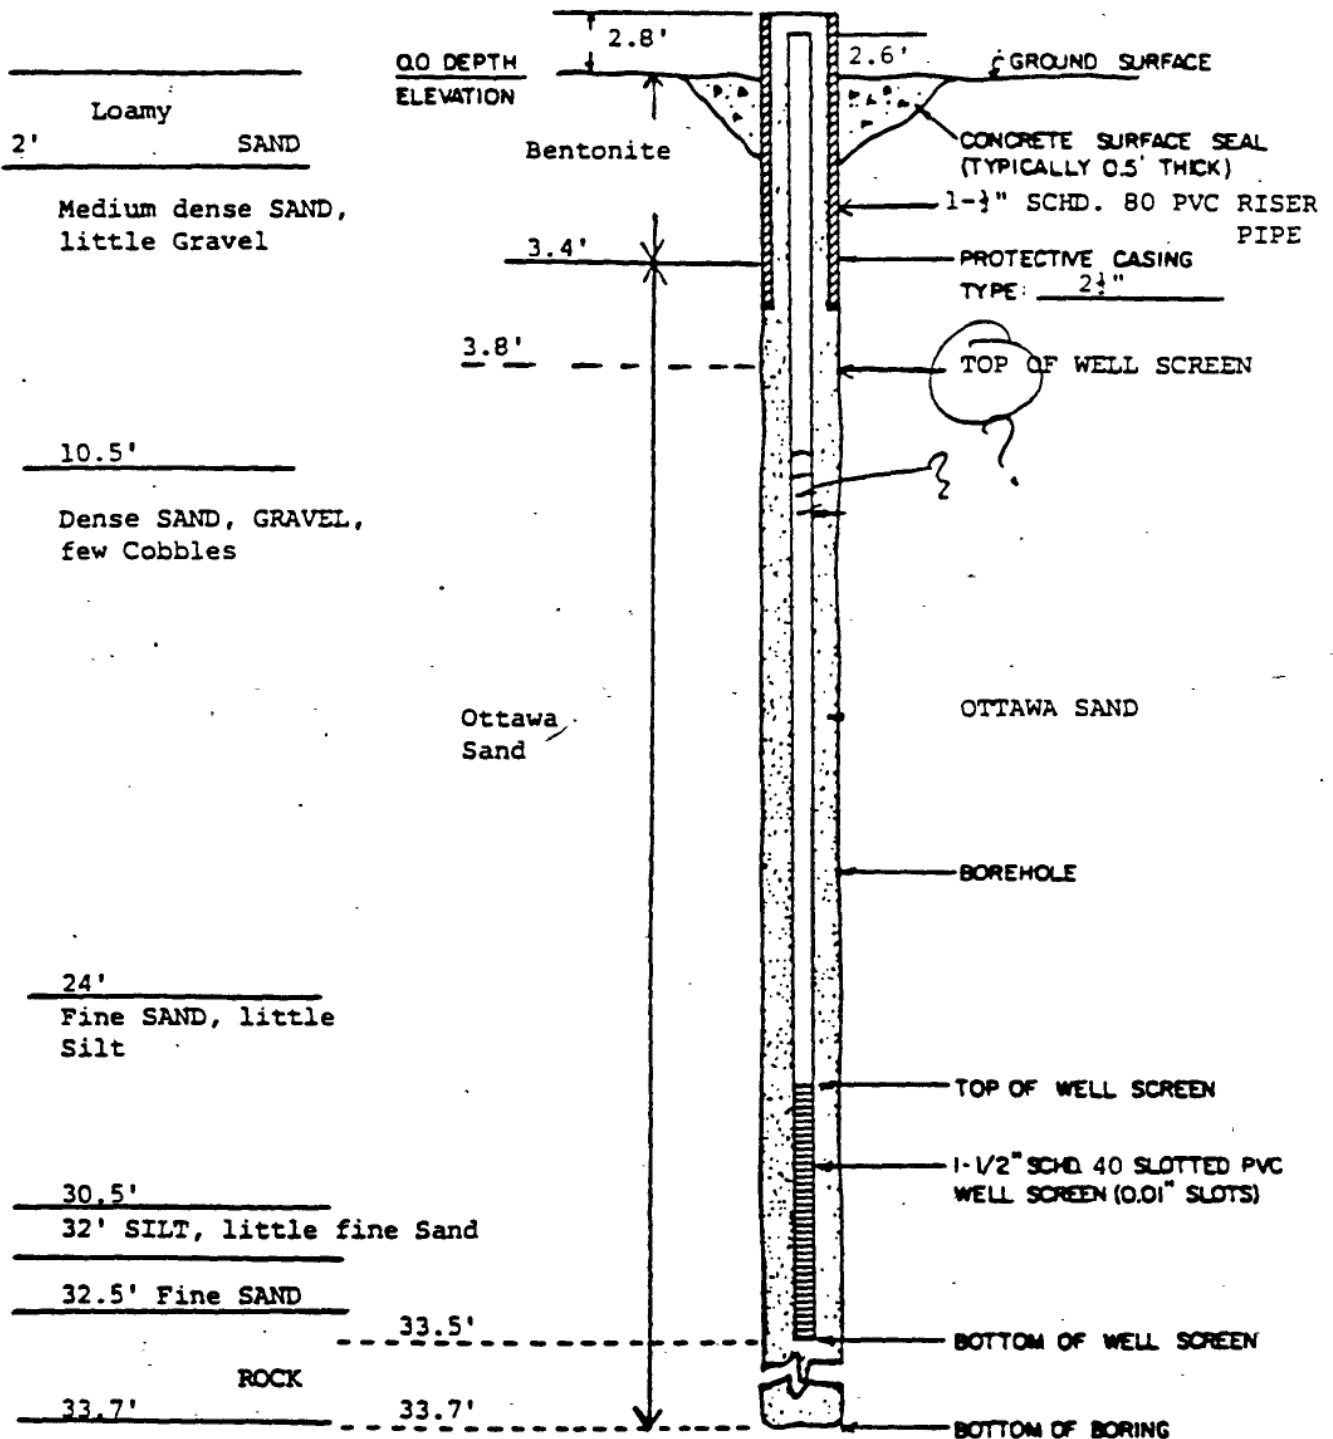 2.8'
2.6'
0.0 DEPTH
ELEVATION
GROUND SURFACE
Loamy
2' SAND
Bentonite
CONCRETE SURFACE SEAL
(TYPICALLY 0.5' THICK)
Medium dense SAND,
little Gravel
SCHD. 80 PVC RISER
PIPE
3.4'
PROTECTIVE CASING
TYPE:
3.8'
TOP OF WELL SCREEN
?
10.5'
Dense SAND, GRAVEL,
few Cobbles
Ottawa
Sand
OTTAWA SAND
BOREHOLE
24'
Fine SAND, little
Silt
TOP OF WELL SCREEN
1-1/2" SCHD. 40 SLOTTED PVC
WELL SCREEN (0.01" SLOTS)
30.5'
32' SILT, little fine Sand
32.5' Fine SAND
33.5'
BOTTOM OF WELL SCREEN
ROCK
33.7'
33.7'
BOTTOM OF BORING